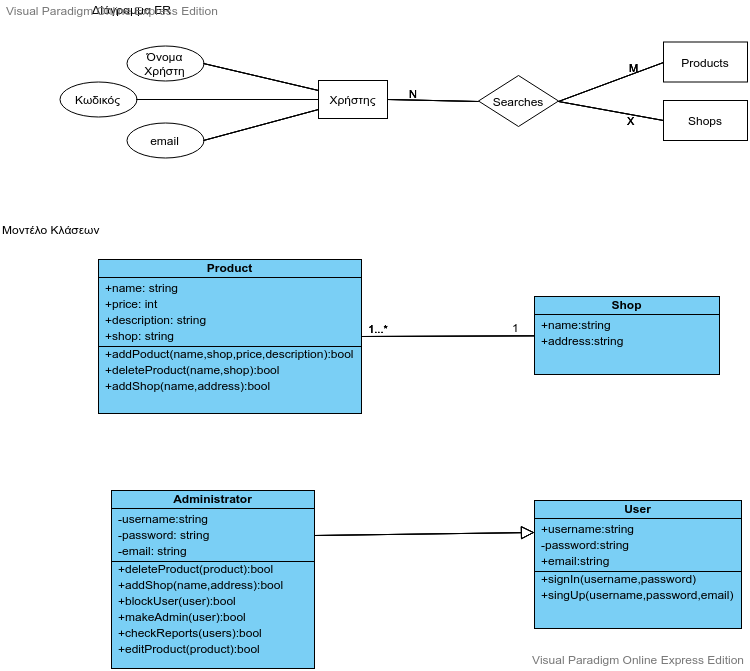 Visual Paradigm Online Express Edition
Διάγραμμα ER
Όνομα
Χρήστη
Κωδικός
email
Χρήστης
N
Searches
M
X
Products
Shops
Μοντέλο Κλάσεων
Product
+name: string
+price: int
+description: string
+shop: string
+addPoduct(name,shop,price,description):bool
+deleteProduct(name,shop):bool
+addShop(name,address):bool
1...*
1
Shop
+name:string
+address:string
Administrator
-username:string
-password: string
-email: string
+deleteProduct(product):bool
+addShop(name,address):bool
+blockUser(user):bool
+makeAdmin(user):bool
+checkReports(users):bool
+editProduct(product):bool
User
+username:string
-password:string
+email:string
+signIn(username,password)
+singUp(username,password,email)
Visual Paradigm Online Express Edition